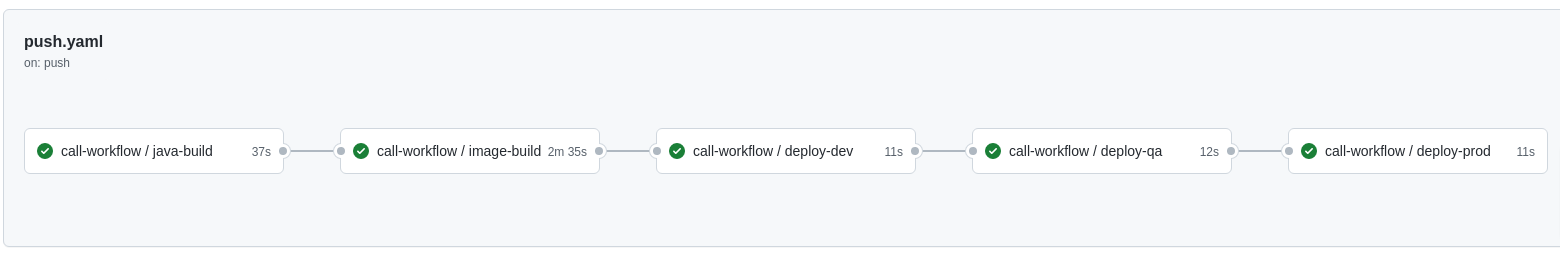 push.yaml
on: push
call-workflow / java-build 37s
call-workflow / image-build 2m 35s
call-workflow / deploy-dev 11s
call-workflow / deploy-qa 12s
call-workflow / deploy-prod 11s